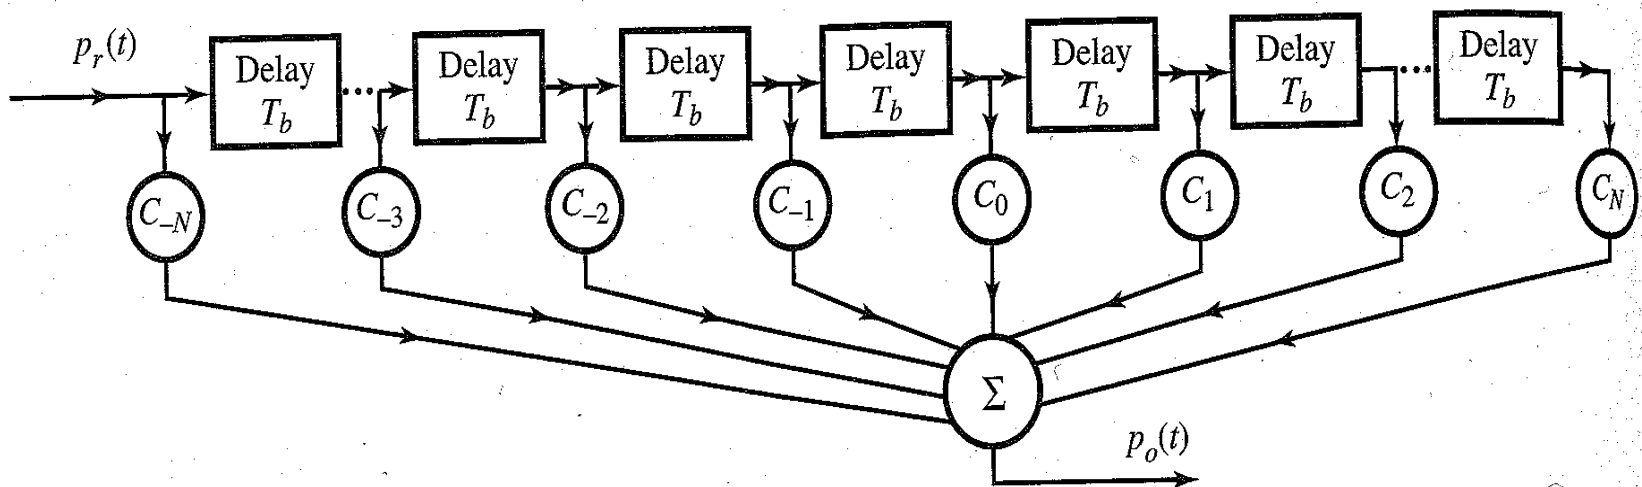 p_r(t)
Delay
T_b
Delay
T_b
Delay
T_b
Delay
T_b
Delay
T_b
Delay
T_b
Delay
T_b
C_{-N}
C_{-3}
C_{-2}
C_{-1}
C_0
C_1
C_2
C_N
Σ
p_o(t)